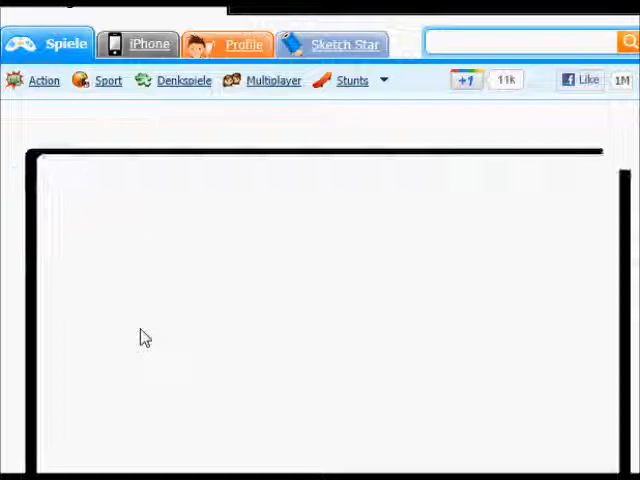 Spiele iPhone Profile Sketch Star
Action Sport Denkspiele Multiplayer Stunts +1 11k Like 1M